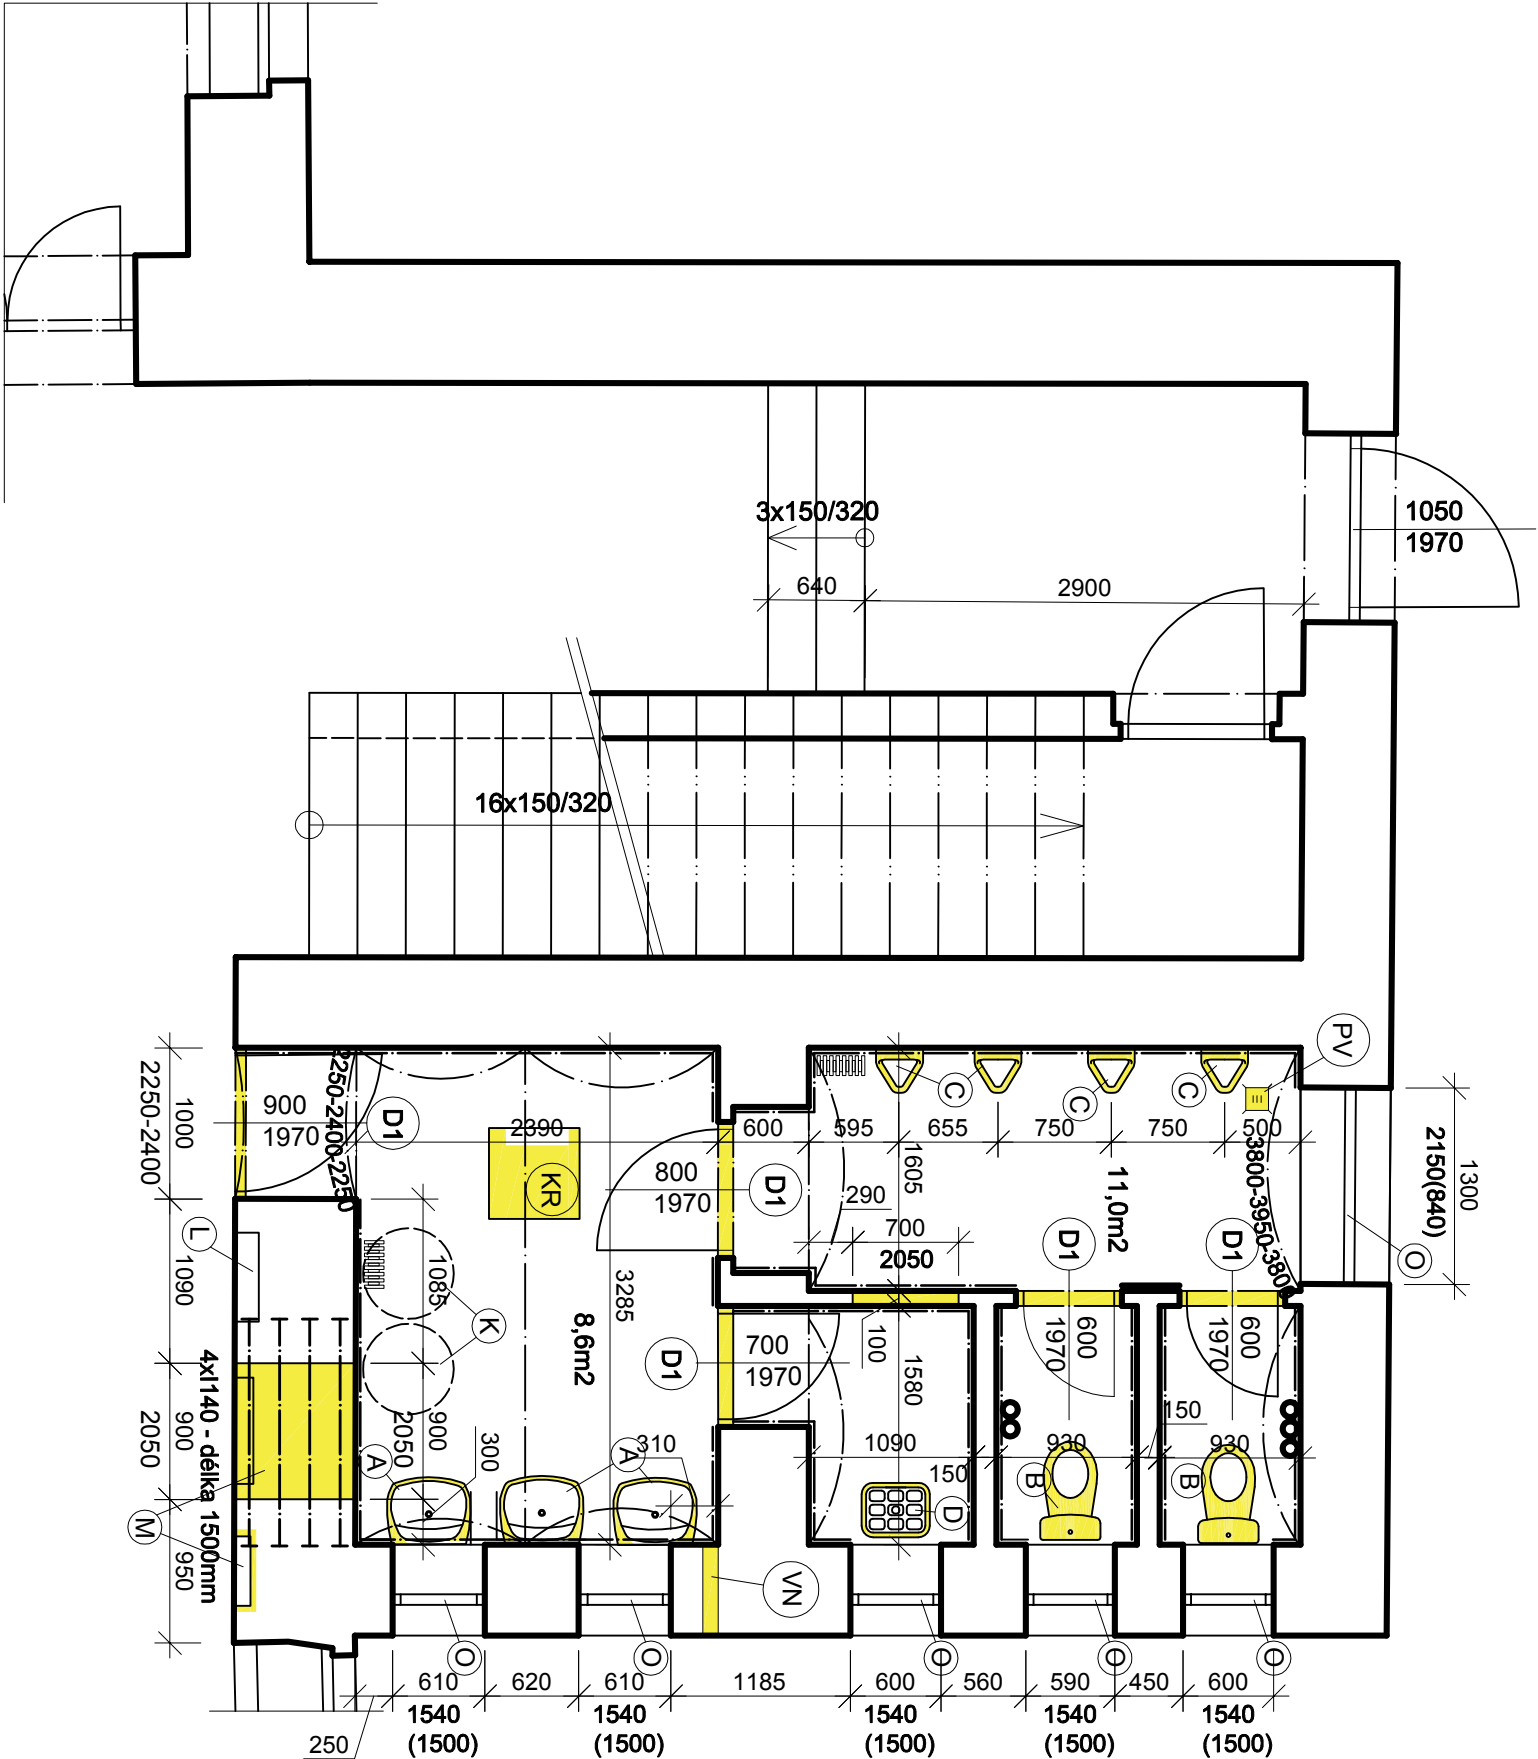 1050
1970
3x150/320
640
2900
16x150/320
PV
C
C
C
900
1970
D1
2250-2400-2250
2390
600
595
655
750
750
500
1000
2250-2400
1300
2150(840)
KR
800
1970
D1
1605
290
11,0m2
3800-3950-3800
700
2050
D1
D1
O
L
1090
1085
3285
K
8,6m2
D1
700
1970
100
1580
600
1970
600
1970
4xI140 - délka 1500mm
900
2050
900
2050
300
310
A
A
1090
150
930
150
930
B
B
D
M
950
VN
O
O
O
O
O
610
620
610
1185
600
560
590
450
600
1540
(1500)
1540
(1500)
1540
(1500)
1540
(1500)
1540
(1500)
250